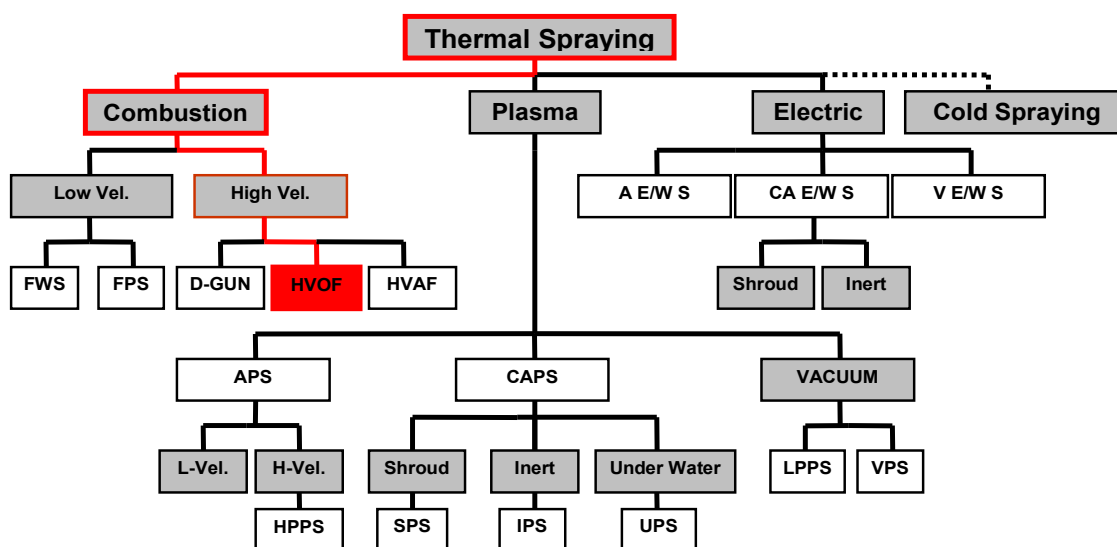 Thermal Spraying
Combustion
Plasma
Electric
Cold Spraying
Low Vel.
High Vel.
A E/W S
CA E/W S
V E/W S
FWS
FPS
D-GUN
HVOF
HVAF
Shroud
Inert
APS
CAPS
VACUUM
L-Vel.
H-Vel.
Shroud
Inert
Under Water
LPPS
VPS
HPPS
SPS
IPS
UPS